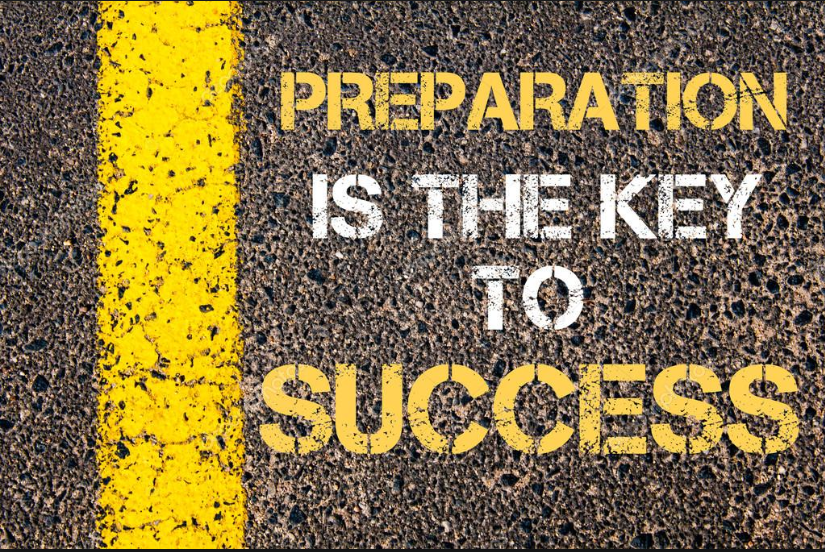 PREPARATION
IS THE KEY
TO
SUCCESS